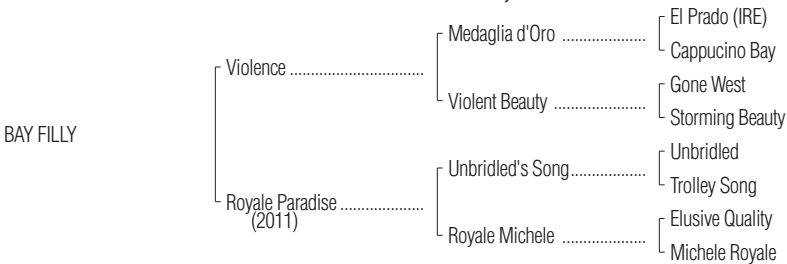 El Prado (IRE)
Medaglia d'Oro ....................
Cappucino Bay
Violence ................................
Gone West
Violent Beauty ......................
Storming Beauty
BAY FILLY
Unbridled
Unbridled's Song..................
Trolley Song
Royale Paradise ....................
(2011)
Elusive Quality
Royale Michele ....................
Michele Royale